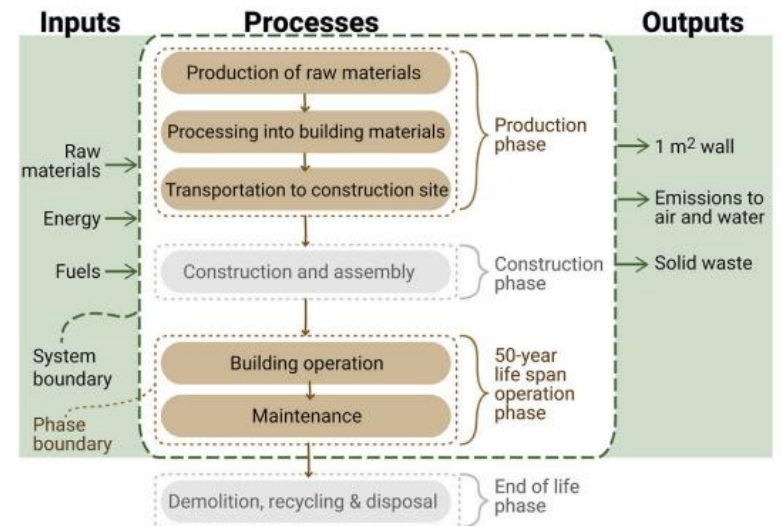 Inputs
Processes
Outputs
Production of raw materials
Processing into building materials
Transportation to construction site
Production
phase
Raw
materials
Energy
Fuels
1 m² wall
Emissions to
air and water
Solid waste
Construction and assembly
Construction
phase
System
boundary
Phase
boundary
Building operation
Maintenance
50-year
life span
operation
phase
Demolition, recycling & disposal
End of life
phase